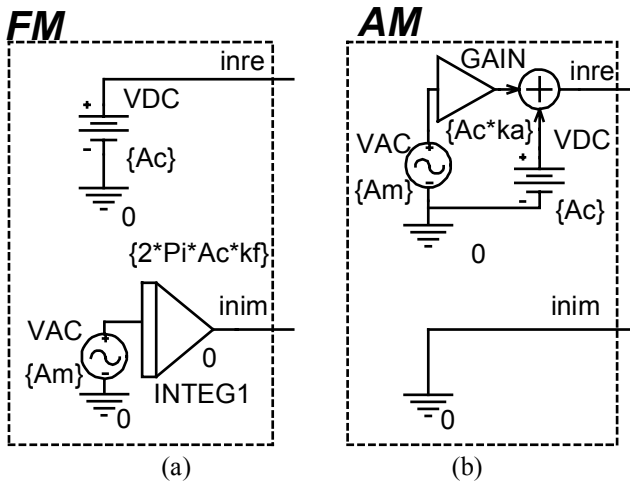 FM
inre
VDC
+
-
{Ac}
0
{2*Pi*Ac*kf}
inim
VAC
+
-
{Am}
0
INTEG1
0
(a)
AM
GAIN
inre
{Ac*ka}
VDC
VAC
+
-
{Am}
+
-
{Ac}
0
inim
0
(b)